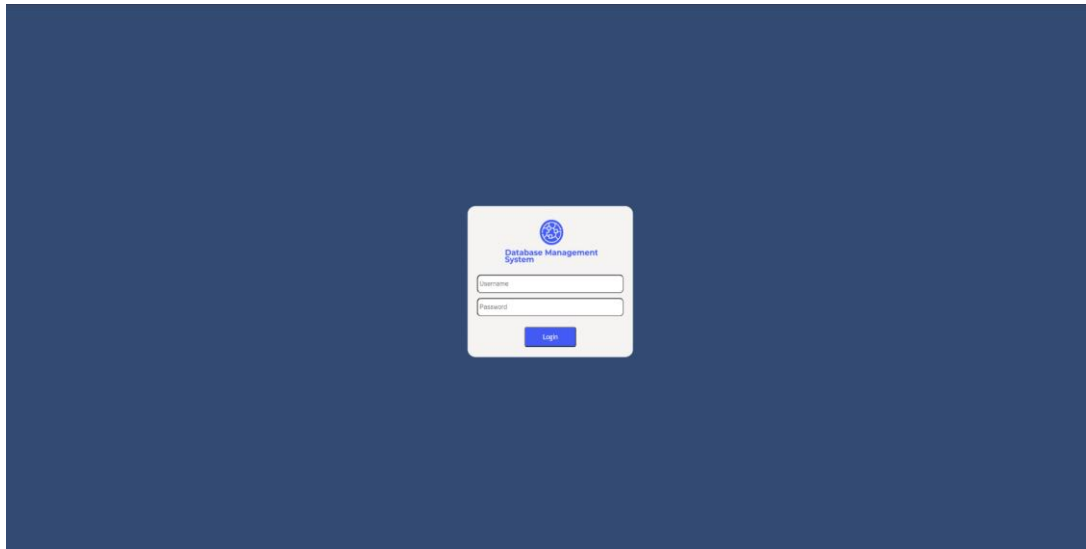 Database Management
System
Username
Password
Login